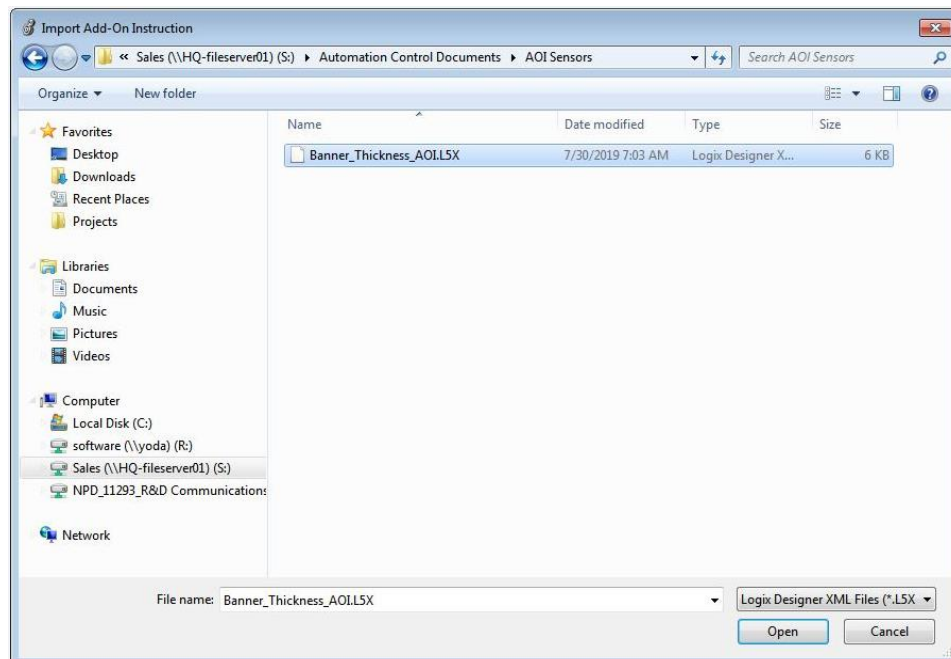 Import Add-On Instruction
« Sales (\\HQ-fileserver01) (S:) ▸ Automation Control Documents ▸ AOI Sensors
Search AOI Sensors
Organize New folder
Name Date modified Type Size
Banner_Thickness_AOI.L5X 7/30/2019 7:03 AM Logix Designer X... 6 KB
Favorites
Desktop
Downloads
Recent Places
Projects
Libraries
Documents
Music
Pictures
Videos
Computer
Local Disk (C:)
software (\\yoda) (R:)
Sales (\\HQ-fileserver01) (S:)
NPD_11293_R&D Communications
Network
File name: Banner_Thickness_AOI.L5X Logix Designer XML Files (*.L5X
Open Cancel